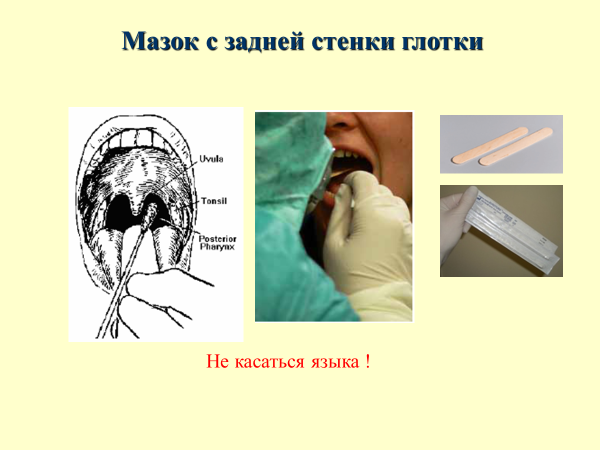 Мазок с задней стенки глотки
Uvula
Tonsil
Posterior
Pharynx
Не касаться языка !